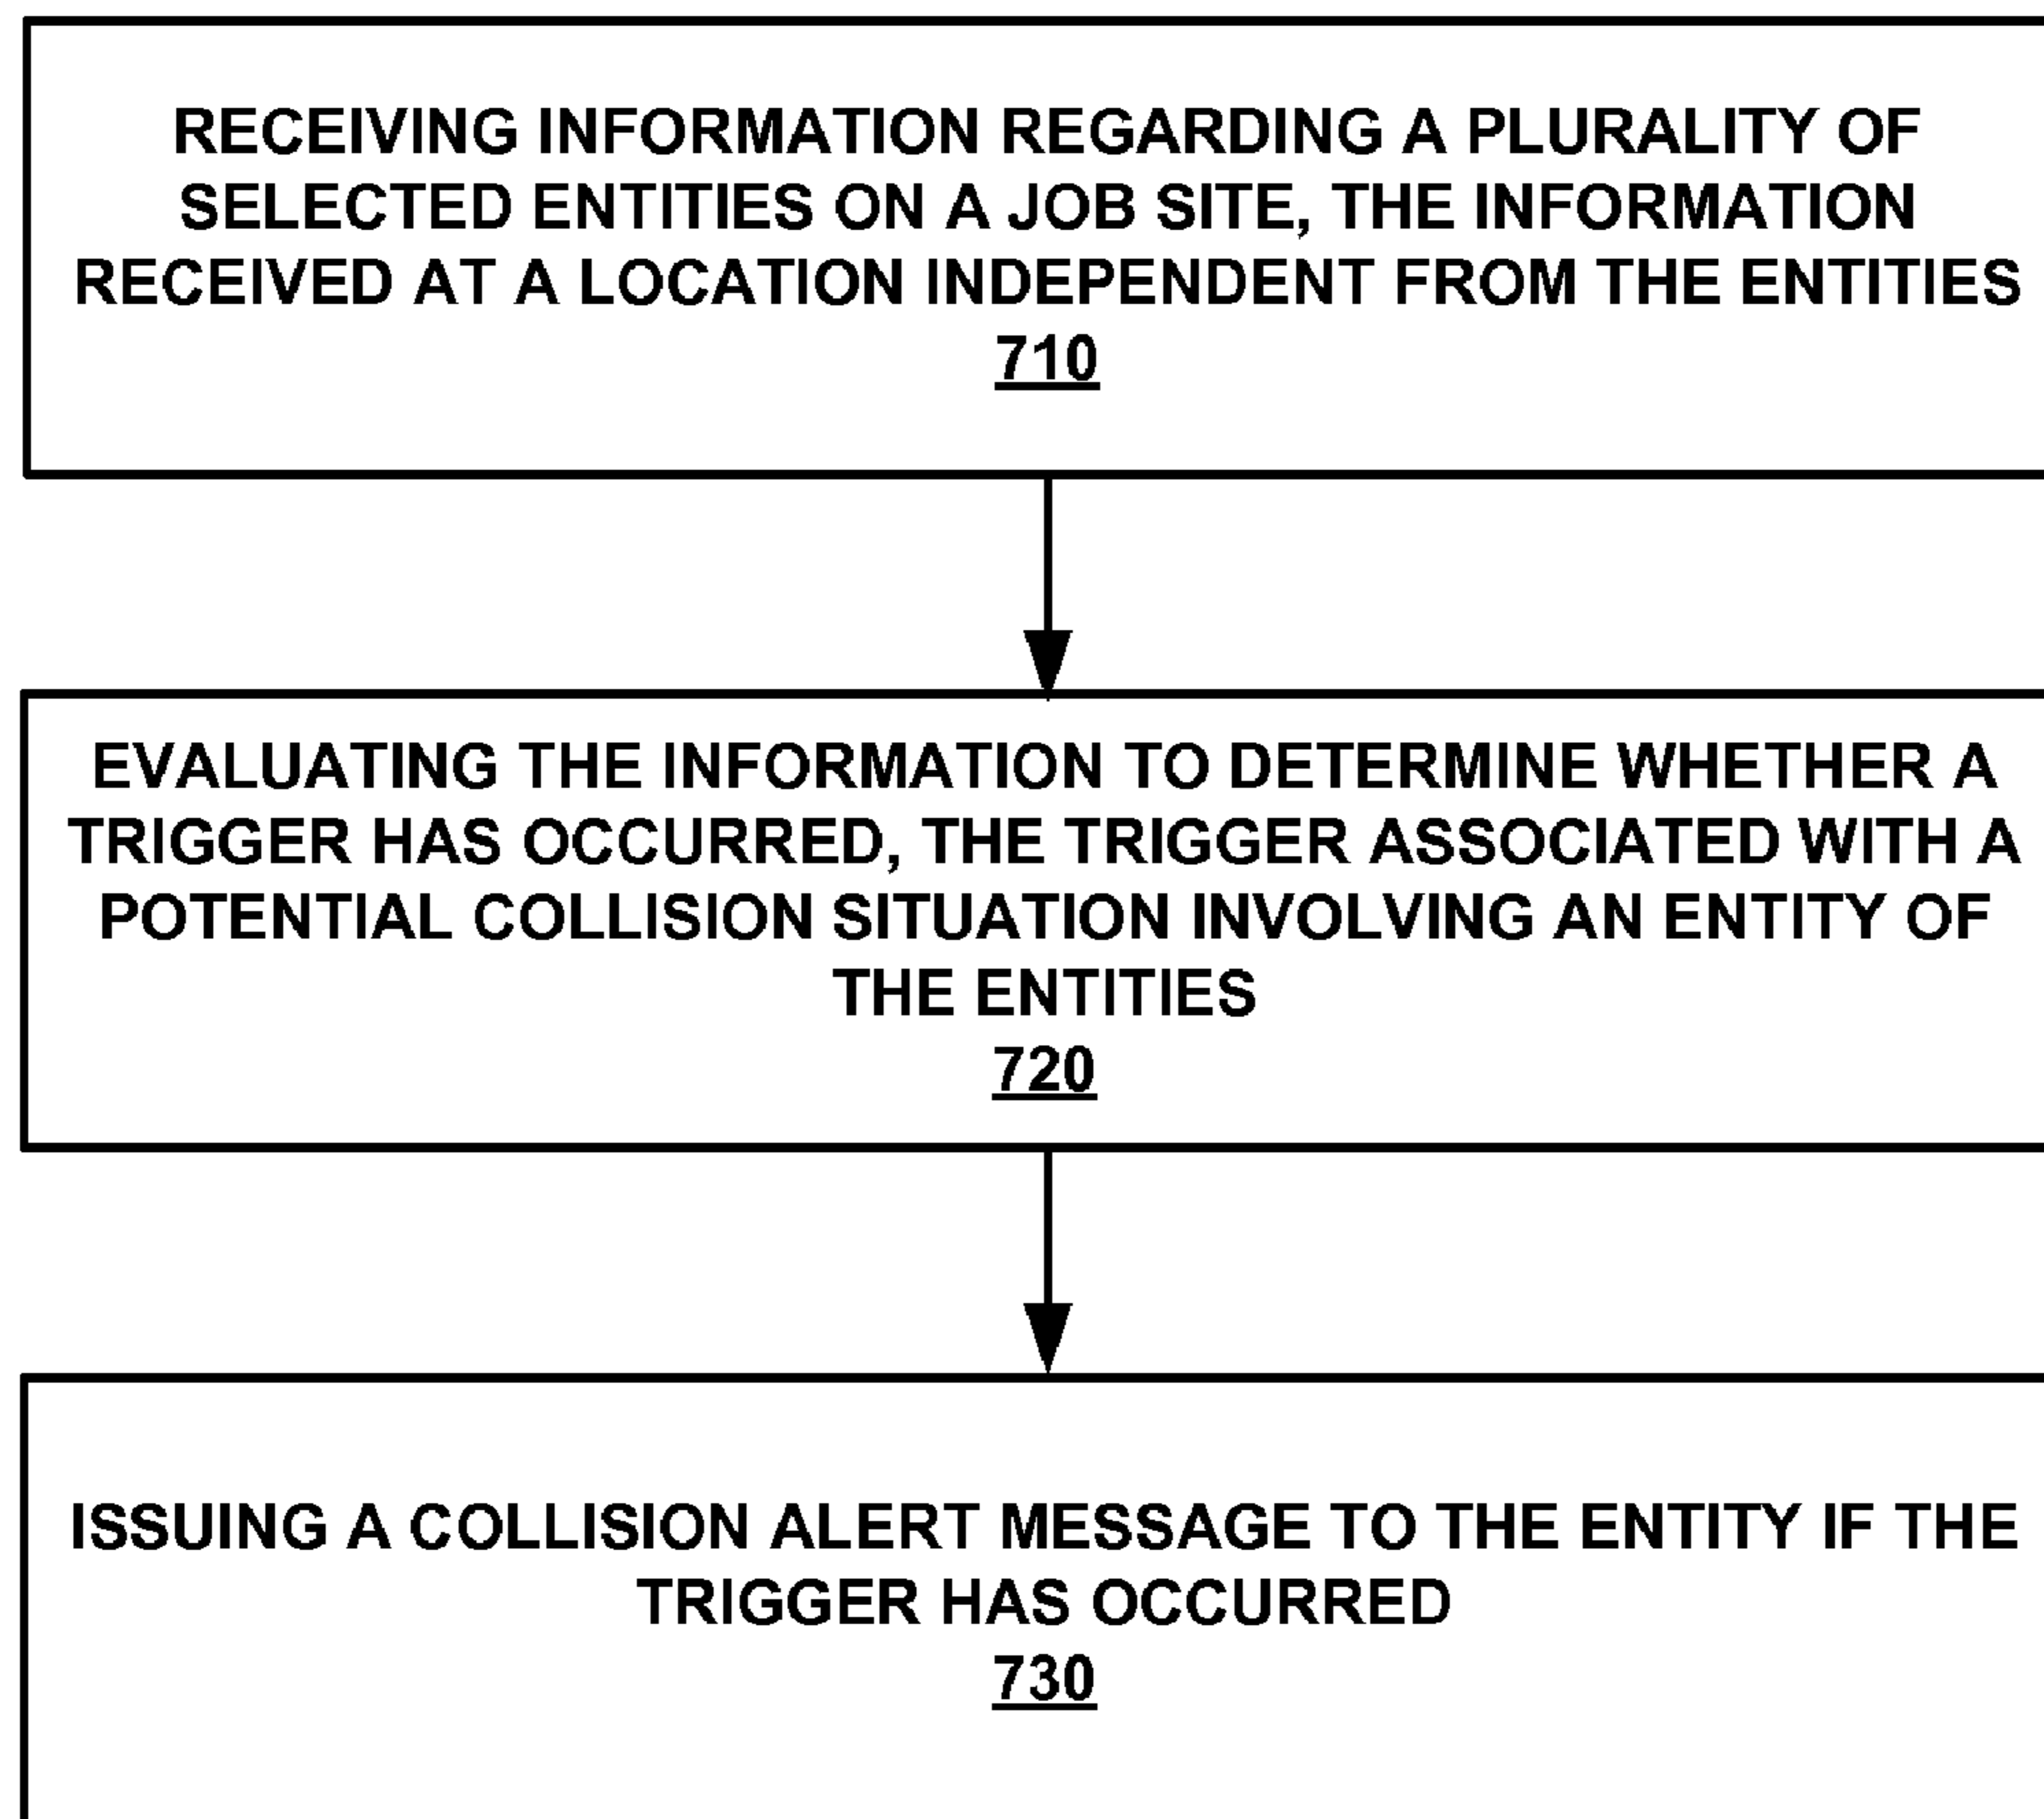 RECEIVING INFORMATION REGARDING A PLURALITY OF
SELECTED ENTITIES ON A JOB SITE, THE INFORMATION
RECEIVED AT A LOCATION INDEPENDENT FROM THE ENTITIES
710
EVALUATING THE INFORMATION TO DETERMINE WHETHER A
TRIGGER HAS OCCURRED, THE TRIGGER ASSOCIATED WITH A
POTENTIAL COLLISION SITUATION INVOLVING AN ENTITY OF
THE ENTITIES
720
ISSUING A COLLISION ALERT MESSAGE TO THE ENTITY IF THE
TRIGGER HAS OCCURRED
730